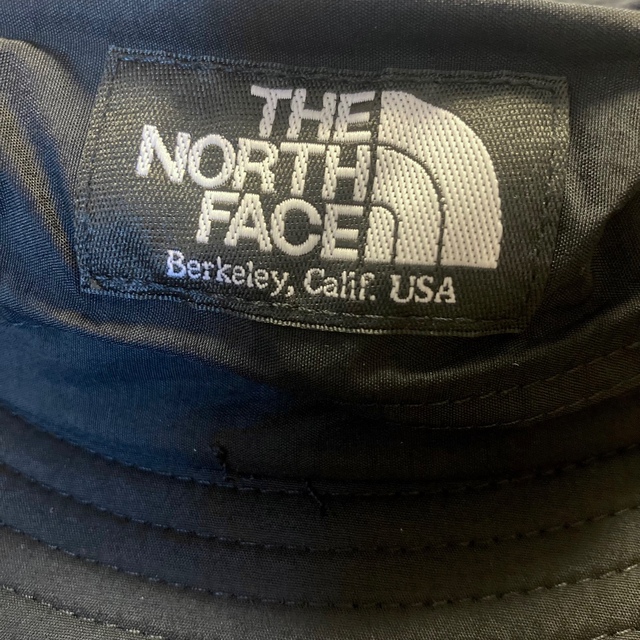 THE
NORTH
FACE
Berkeley, Calif. USA